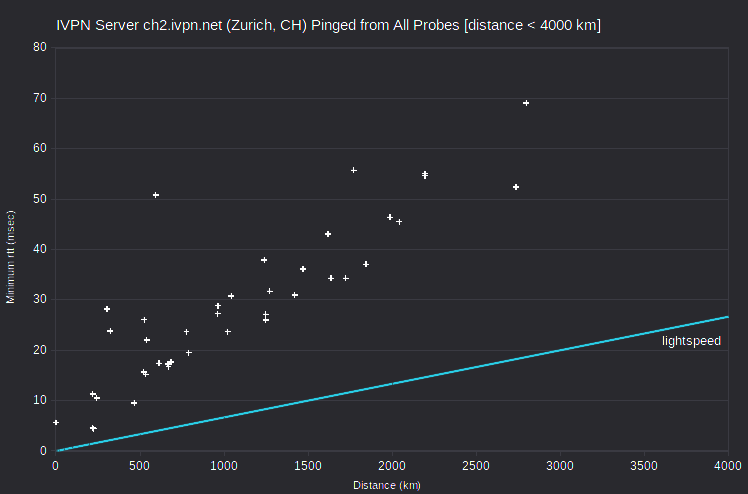 IVPN Server ch2.ivpn.net (Zurich, CH) Pinged from All Probes [distance < 4000 km]
80
70
60
50
40
30
20
10
0
Minimum rtt (msec)
lightspeed
0 500 1000 1500 2000 2500 3000 3500 4000
Distance (km)